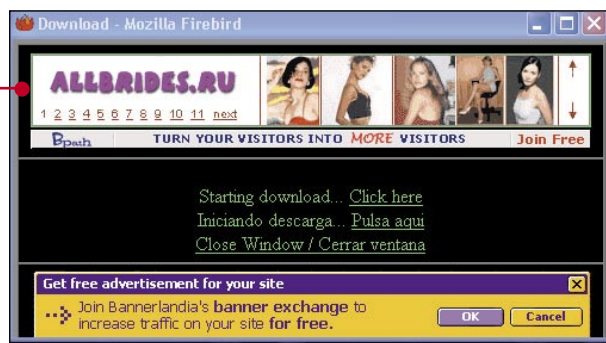 Download - Mozilla Firebird
ALLBRIDES.RU
1 2 3 4 5 6 7 8 9 10 11 next
Bpath TURN YOUR VISITORS INTO MORE VISITORS Join Free
Starting download... Click here
Iniciando descarga... Pulsa aqui
Close Window / Cerrar ventana
Get free advertisement for your site
Join Bannerlandia's banner exchange to
increase traffic on your site for free.
OK Cancel